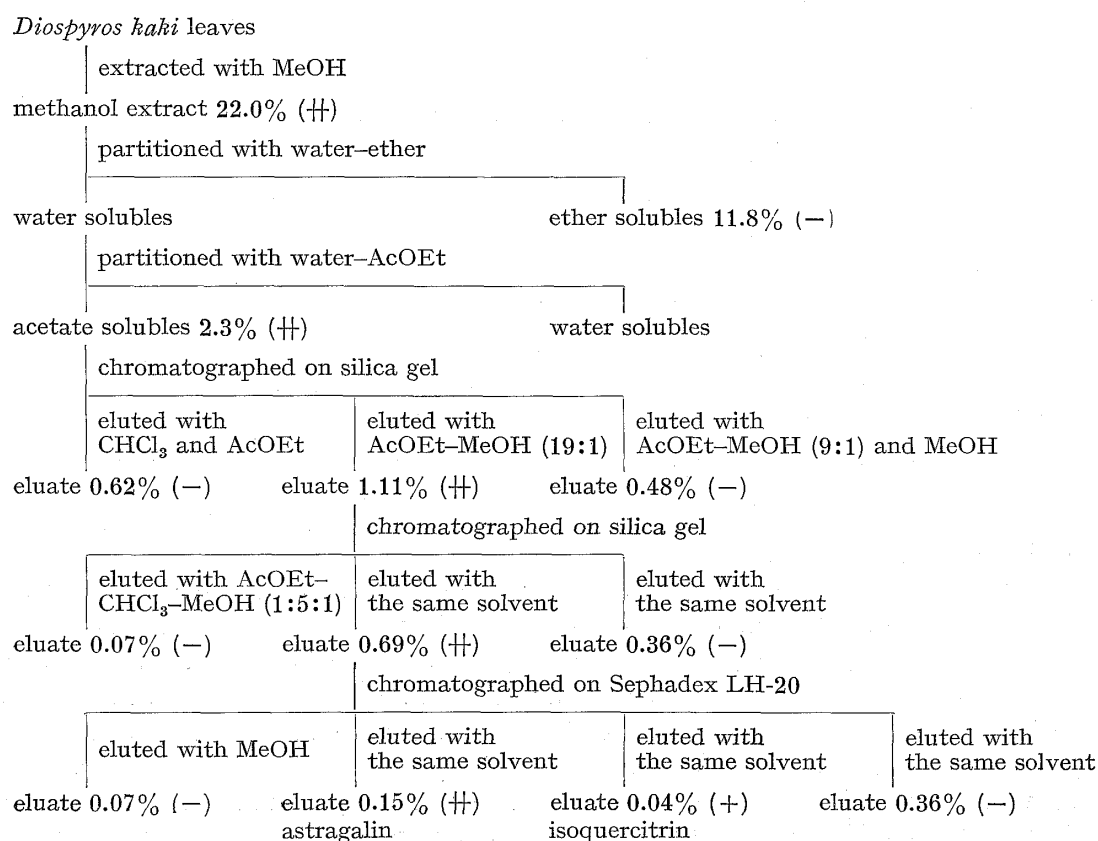 Diospyros kaki leaves
extracted with MeOH
methanol extract 22.0% (⧺)
partitioned with water–ether
water solubles
ether solubles 11.8% (−)
partitioned with water–AcOEt
acetate solubles 2.3% (⧺)
water solubles
chromatographed on silica gel
eluted with
CHCl₃ and AcOEt
eluted with
AcOEt–MeOH (19:1)
eluted with
AcOEt–MeOH (9:1) and MeOH
eluate 0.62% (−)
eluate 1.11% (⧺)
eluate 0.48% (−)
chromatographed on silica gel
eluted with AcOEt–
CHCl₃–MeOH (1:5:1)
eluted with
the same solvent
eluted with
the same solvent
eluate 0.07% (−)
eluate 0.69% (⧺)
eluate 0.36% (−)
chromatographed on Sephadex LH-20
eluted with MeOH
eluted with
the same solvent
eluted with
the same solvent
eluted with
the same solvent
eluate 0.07% (−)
eluate 0.15% (⧺)
astragalin
eluate 0.04% (+)
isoquercitrin
eluate 0.36% (−)